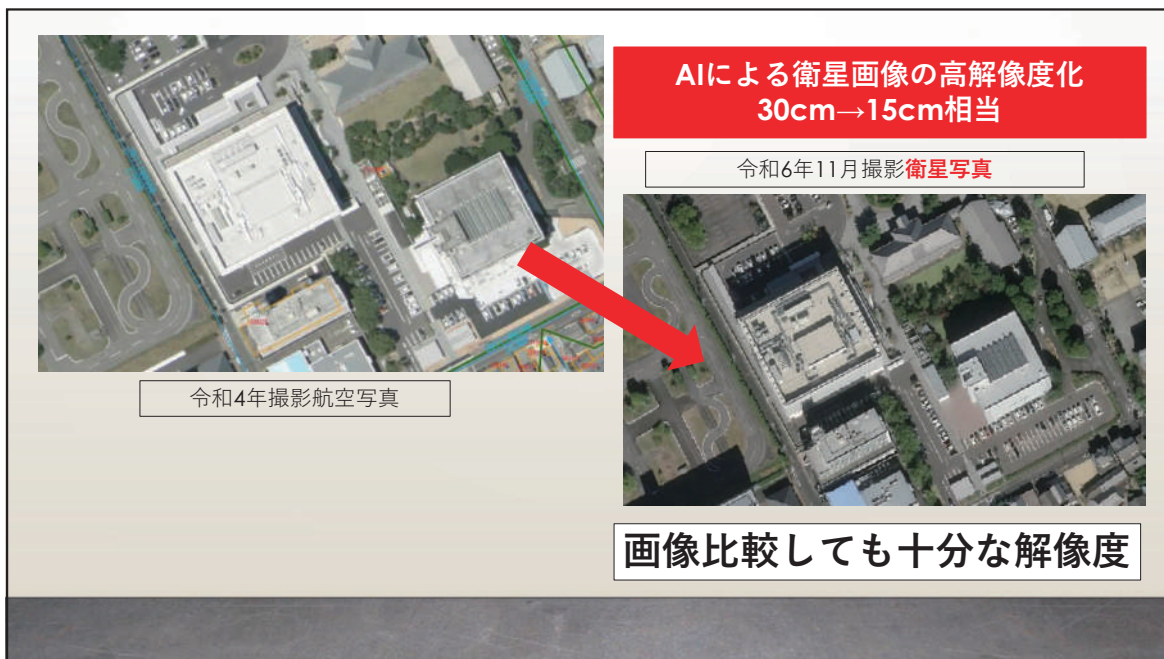 AIによる衛星画像の高解像度化
30cm→15cm相当
令和6年11月撮影衛星写真
令和4年撮影航空写真
画像比較しても十分な解像度